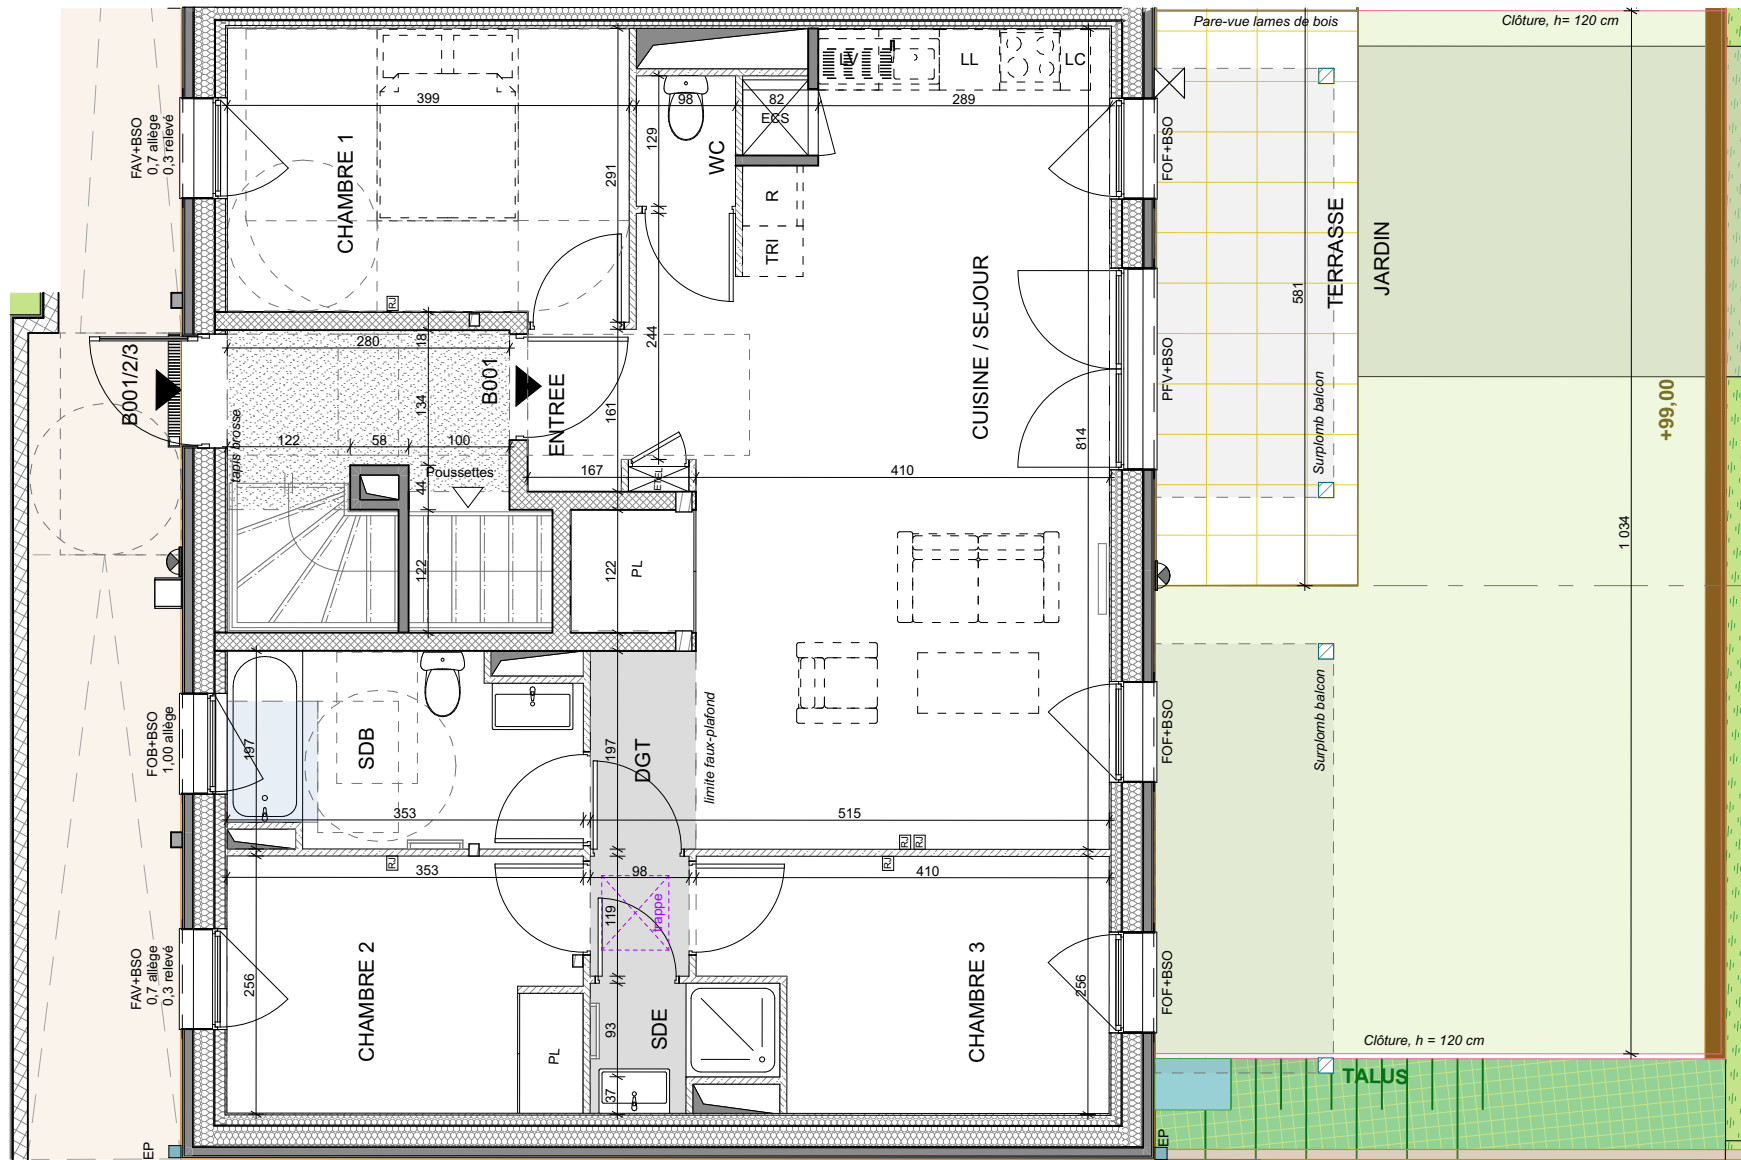 Pare-vue lames de bois
Clôture, h= 120 cm
LV
LL
LC
399
98
82
289
ECS
FAV+BSO
0,7 allège
0,3 relevé
CHAMBRE 1
291
129
WC
R
TRI
FOF+BSO
TERRASSE
JARDIN
581
CUISINE / SEJOUR
RJ
280
18
244
B001/2/3
B001
ENTREE
134
161
814
PFV+BSO
Surplomb balcon
+99,00
tapis brosse
122
58
100
Poussettes
44
167
410
122
122
PL
1 034
FOB+BSO
1,00 allège
197
SDB
197
DGT
limite faux-plafond
FOF+BSO
Surplomb balcon
353
515
RJ
RJ
RJ
RJ
353
98
410
119
trappe
FAV+BSO
0,7 allège
0,3 relevé
256
CHAMBRE 2
PL
93
SDE
37
CHAMBRE 3
256
FOF+BSO
Clôture, h = 120 cm
TALUS
EP
EP